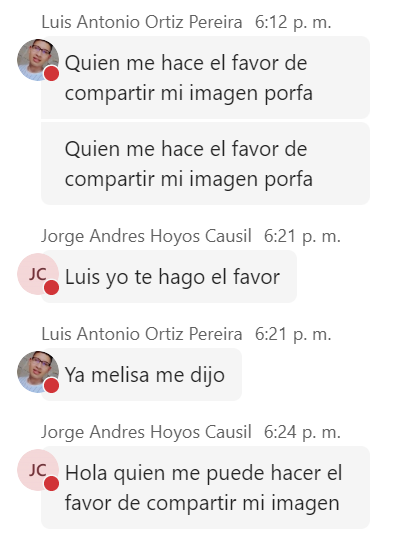 Luis Antonio Ortiz Pereira 6:12 p. m.
Quien me hace el favor de
compartir mi imagen porfa
Quien me hace el favor de
compartir mi imagen porfa
Jorge Andres Hoyos Causil 6:21 p. m.
JC
Luis yo te hago el favor
Luis Antonio Ortiz Pereira 6:21 p. m.
Ya melisa me dijo
Jorge Andres Hoyos Causil 6:24 p. m.
JC
Hola quien me puede hacer el
favor de compartir mi imagen